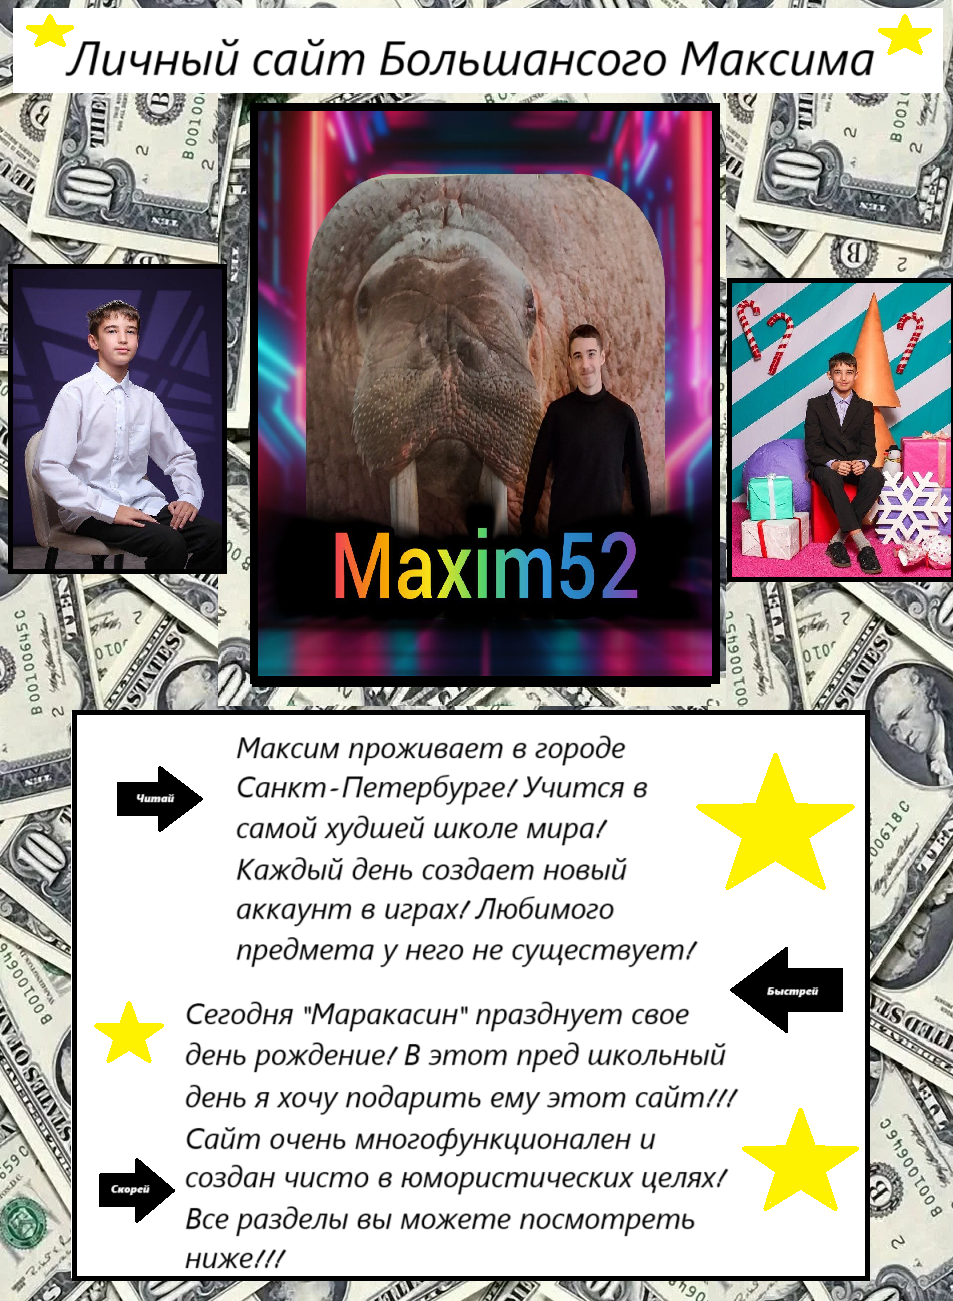 Личный сайт Большансого Максима
Maxim52
Читай
Максим проживает в городе
Санкт-Петербурге! Учится в
самой худшей школе мира!
Каждый день создает новый
аккаунт в играх! Любимого
предмета у него не существует!
Быстрей
Сегодня "Маракасин" празднует свое
день рождение! В этот пред школьный
день я хочу подарить ему этот сайт!!!
Сайт очень многофункционален и
Скорей
создан чисто в юмористических целях!
Все разделы вы можете посмотреть
ниже!!!